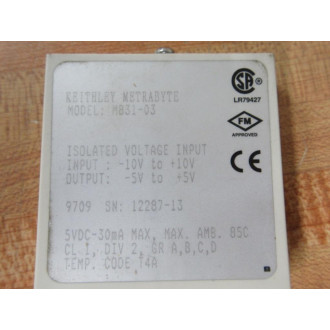 KEITHLEY METRABYTE
MODEL: MB31-03
SA
LR79427
FM
APPROVED
CE
ISOLATED VOLTAGE INPUT
INPUT : -10V to +10V
OUTPUT: -5V to +5V
9709 SN: 12287-13
5VDC-30mA MAX, MAX. AMB. 85C
CL I, DIV 2, GR A,B,C,D
TEMP. CODE T4A